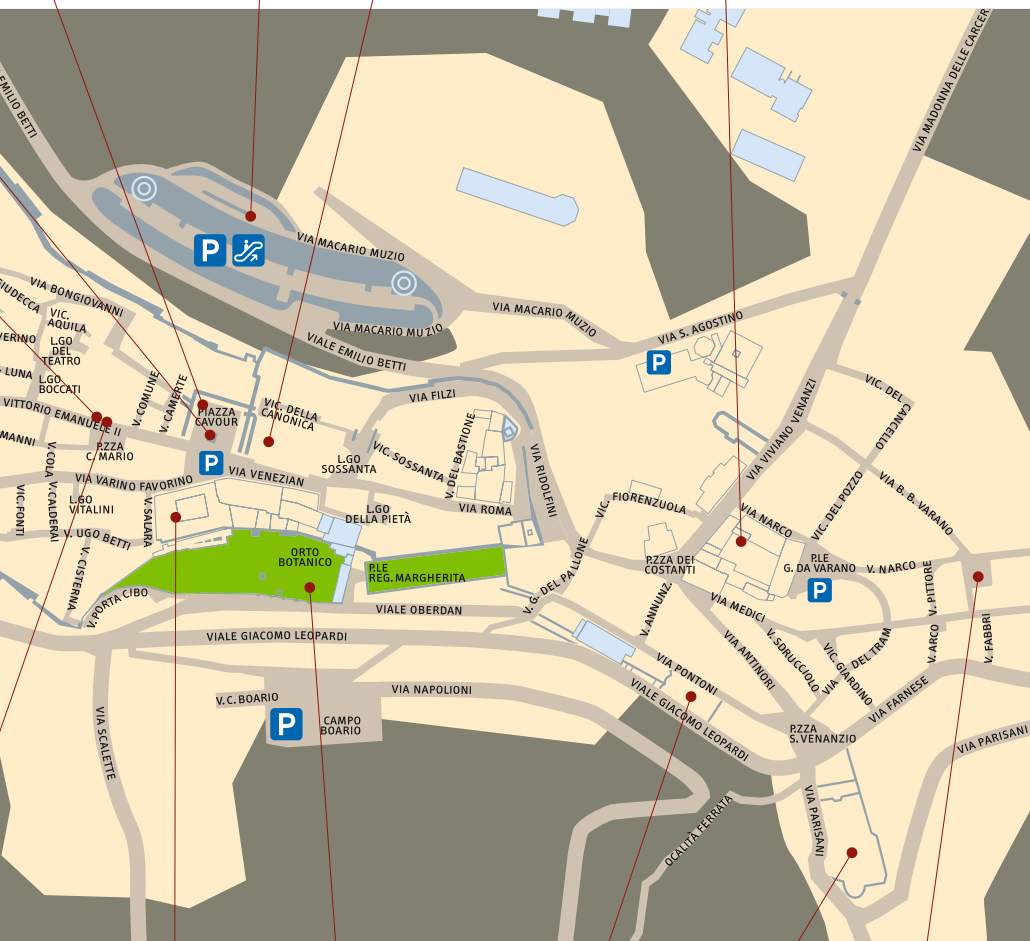 VIA MADONNA DELLE CARCER
EMILIO BETTI
P
VIA MACARIO MUZIO
VIA BONGIOVANNI
GIUDECCA
VIA MACARIO MUZIO
VIA MACARIO MUZIO
VIC.
AQUILA
VIA S. AGOSTINO
VERINO
L.GO
DEL
TEATRO
VIALE EMILIO BETTI
P
LUNA
L.GO
BOCCATI
V. COMUNE
V. CAMERTE
VIA FILZI
VIC. DEL CANCELLO
VITTORIO EMANUELE II
PIAZZA
CAVOUR
VIC. DELLA
CANONICA
VIA VIVIANO VENANZI
MANNI
P.ZZA
C. MARIO
V. DEL BASTIONE
P
L.GO
SOSSANTA
VIC. SOSSANTA
VIA RIDOLFINI
V. COLA
VIA VARINO FAVORINO
VIA VENEZIAN
VIC. DEL POZZO
VIA B. B. VARANO
VIC. FONTI
V. CALDERAI
L.GO
VITALINI
V. SALARA
L.GO
DELLA PIETÀ
VIA ROMA
VIC. FIORENZUOLA
VIA NARCO
V. UGO BETTI
ORTO
BOTANICO
P.LE
REG. MARGHERITA
P.ZZA DEI
COSTANTI
P.LE
G. DA VARANO
V. NARCO
P
V. CISTERNA
V. PORTA CIBO
VIALE OBERDAN
V. G. DEL PALLONE
V. ANNUNZ.
VIA MEDICI
V. PITTORE
V. ARCO
V. FABBRI
VIALE GIACOMO LEOPARDI
VIA ANTINORI
V. SDRUCCIOLO
VIC. GIARDINO
VIA DEL TRAM
VIA PONTONI
V. C. BOARIO
VIA NAPOLIONI
VIALE GIACOMO LEOPARDI
VIA FARNESE
P
CAMPO
BOARIO
VIA SCALETTE
P.ZZA
S. VENANZIO
VIA PARISANI
VIA PARISANI
OCALITÀ FERRATA